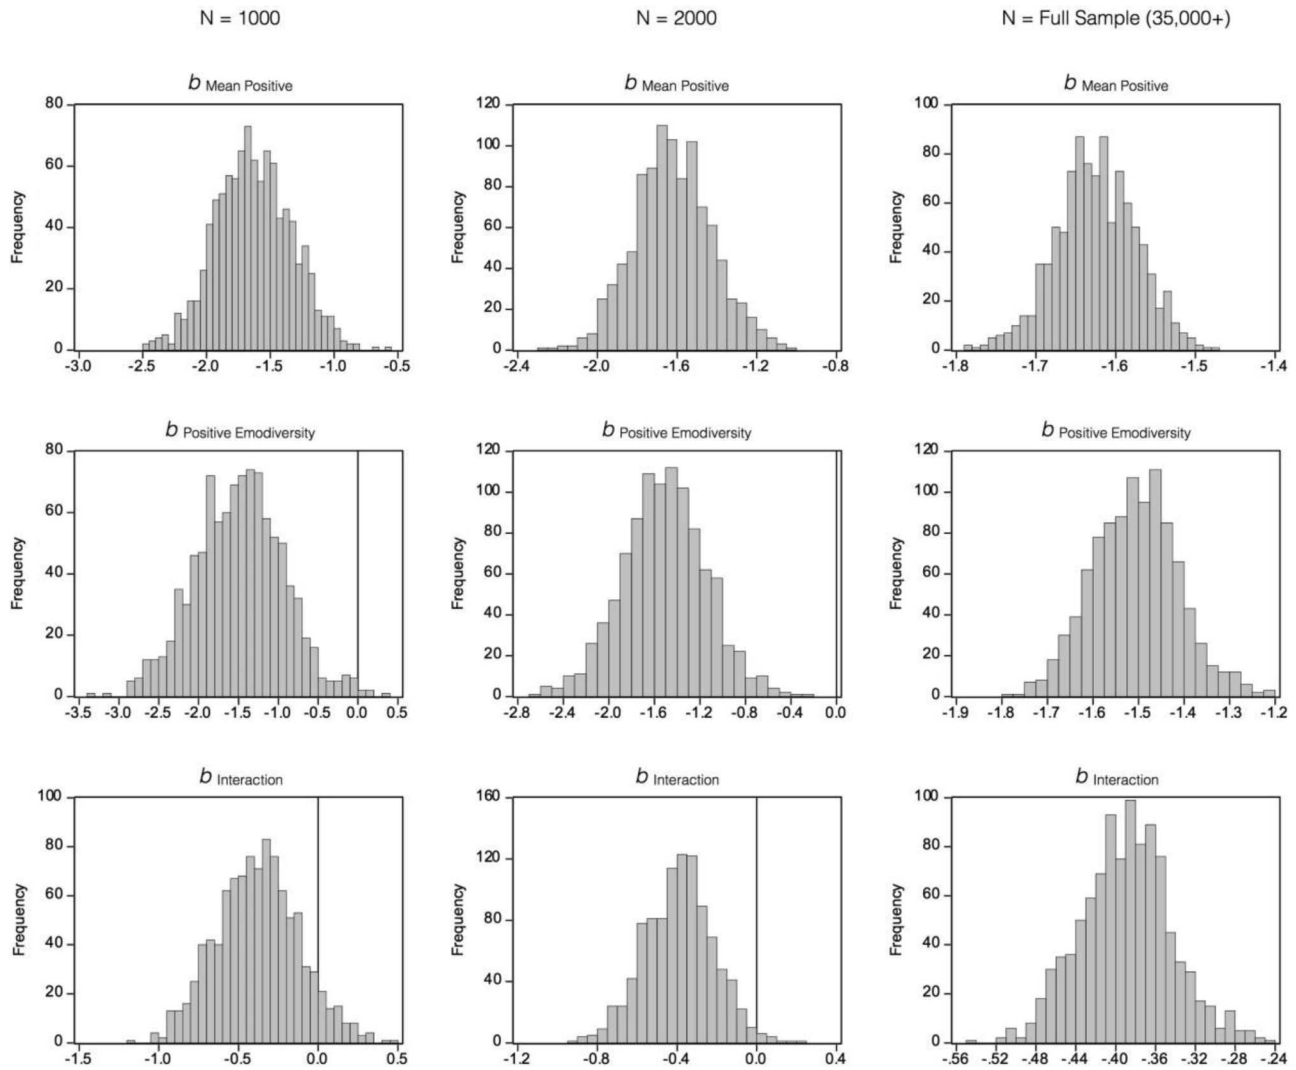 N = 1000
N = 2000
N = Full Sample (35,000+)
b Mean Positive
b Mean Positive
b Mean Positive
Frequency
80
60
40
20
0
-3.0 -2.5 -2.0 -1.5 -1.0 -0.5
Frequency
120
100
80
60
40
20
0
-2.4 -2.0 -1.6 -1.2 -0.8
Frequency
100
80
60
40
20
0
-1.8 -1.7 -1.6 -1.5 -1.4
b Positive Emodiversity
b Positive Emodiversity
b Positive Emodiversity
Frequency
80
60
40
20
0
-3.5 -3.0 -2.5 -2.0 -1.5 -1.0 -0.5 0.0 0.5
Frequency
120
100
80
60
40
20
0
-2.8 -2.4 -2.0 -1.6 -1.2 -0.8 -0.4 0.0
Frequency
120
100
80
60
40
20
0
-1.9 -1.8 -1.7 -1.6 -1.5 -1.4 -1.3 -1.2
b Interaction
b Interaction
b Interaction
Frequency
100
80
60
40
20
0
-1.5 -1.0 -0.5 0.0 0.5
Frequency
160
120
80
40
0
-1.2 -0.8 -0.4 0.0 0.4
Frequency
100
80
60
40
20
0
-.56 -.52 -.48 -.44 -.40 -.36 -.32 -.28 -.24